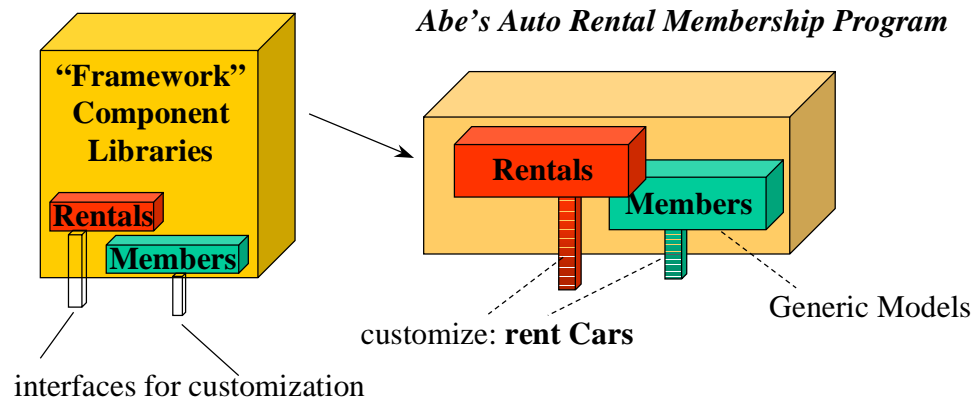 Abe’s Auto Rental Membership Program
“Framework”
Component
Libraries
Rentals
Members
Rentals
Members
Generic Models
customize: rent Cars
interfaces for customization